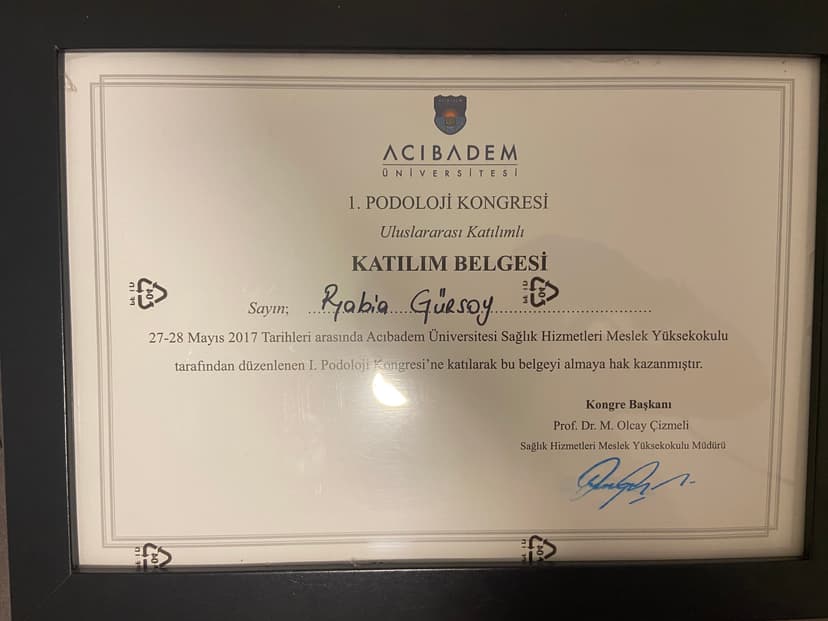 ACIBADEM
ÜNİVERSİTESİ
1. PODOLOJİ KONGRESİ
Uluslararası Katılımlı
KATILIM BELGESİ
Sayın; Rabia Gürsoy
27-28 Mayıs 2017 Tarihleri arasında Acıbadem Üniversitesi Sağlık Hizmetleri Meslek Yüksekokulu
tarafından düzenlenen I. Podoloji Kongresi’ne katılarak bu belgeyi almaya hak kazanmıştır.
Kongre Başkanı
Prof. Dr. M. Olcay Çizmeli
Sağlık Hizmetleri Meslek Yüksekokulu Müdürü